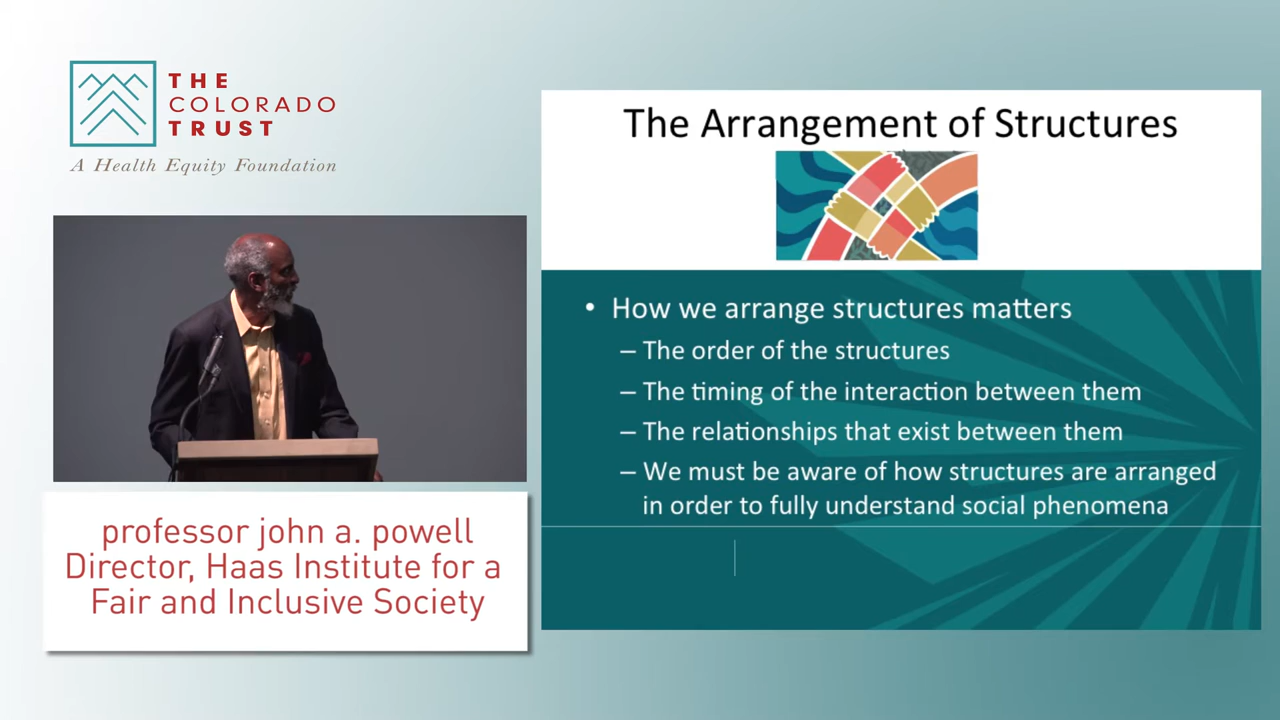 THE
COLORADO
TRUST
A Health Equity Foundation
professor john a. powell
Director, Haas Institute for a
Fair and Inclusive Society
The Arrangement of Structures
• How we arrange structures matters
– The order of the structures
– The timing of the interaction between them
– The relationships that exist between them
– We must be aware of how structures are arranged
in order to fully understand social phenomena